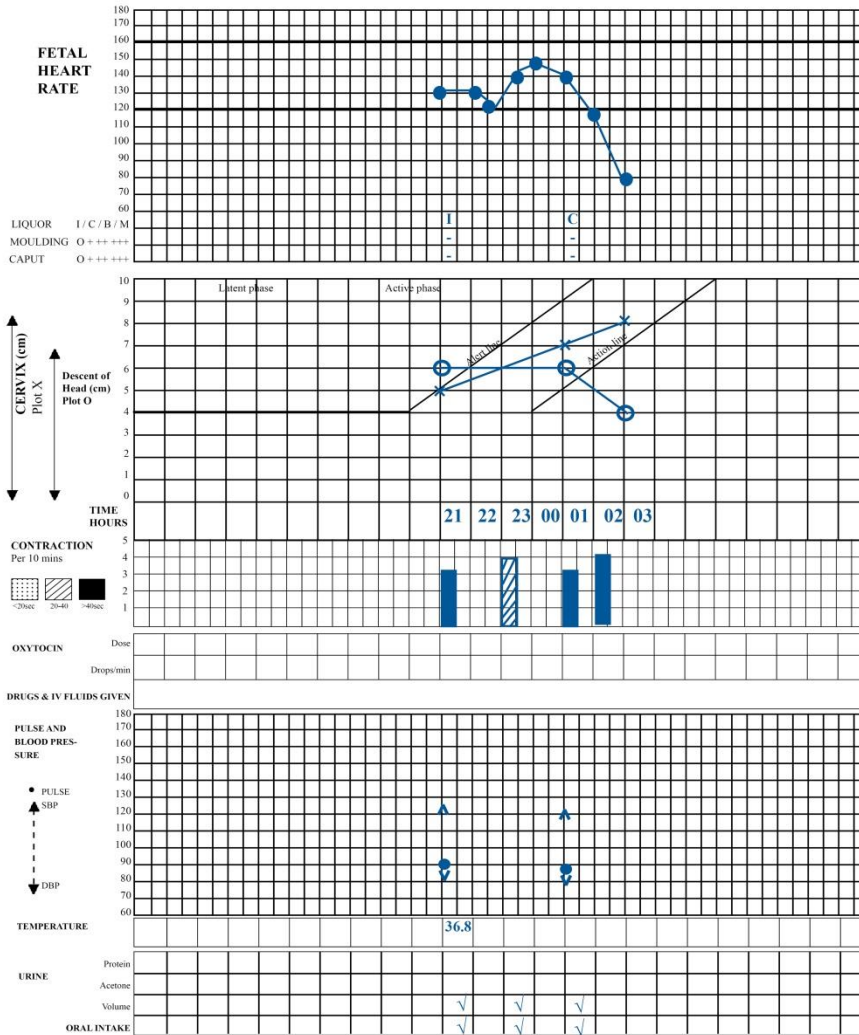 FETAL
HEART
RATE
180
170
160
150
140
130
120
110
100
90
80
70
60
LIQUOR I / C / B / M I C
MOULDING O + ++ +++ - -
CAPUT O + ++ +++ - -
Latent phase Active phase
Alert line
Action line
CERVIX (cm)
Plot X
Descent of
Head (cm)
Plot O
10
9
8
7
6
5
4
3
2
1
0
TIME
HOURS
21 22 23 00 01 02 03
CONTRACTION
Per 10 mins
5
4
3
2
1
<20sec 20-40 >40sec
OXYTOCIN
Dose
Drops/min
DRUGS & IV FLUIDS GIVEN
PULSE AND
BLOOD PRES-
SURE
PULSE
SBP
DBP
180
170
160
150
140
130
120
110
100
90
80
70
60
TEMPERATURE 36.8
URINE
Protein
Acetone
Volume √ √ √
ORAL INTAKE √ √ √